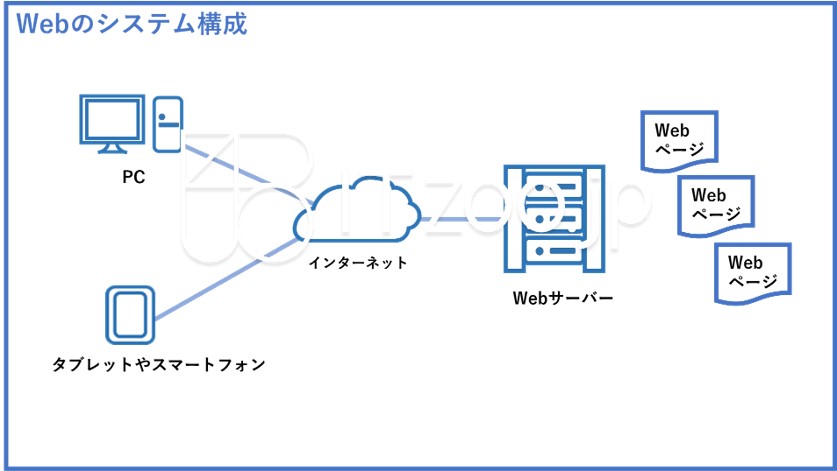 Webのシステム構成
PC
インターネット
Webサーバー
タブレットやスマートフォン
Web
ページ
Web
ページ
Web
ページ
itzoo.jp